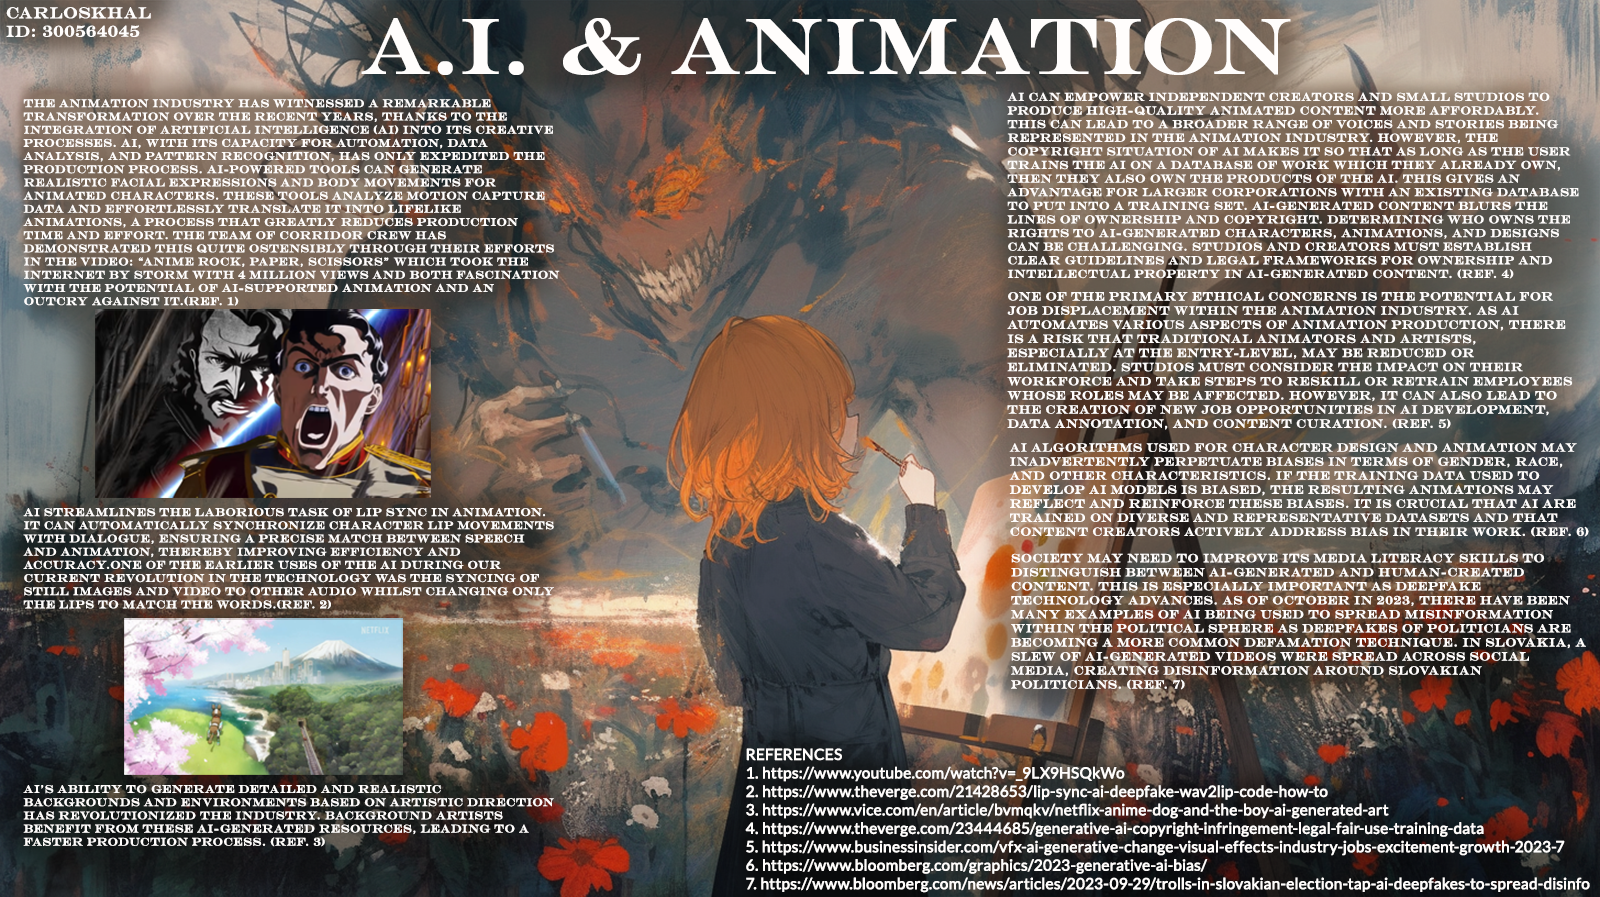 CARLOSKHAL
ID: 300564045
A.I. & ANIMATION
THE ANIMATION INDUSTRY HAS WITNESSED A REMARKABLE
TRANSFORMATION OVER THE RECENT YEARS, THANKS TO THE
INTEGRATION OF ARTIFICIAL INTELLIGENCE (AI) INTO ITS CREATIVE
PROCESSES. AI, WITH ITS CAPACITY FOR AUTOMATION, DATA
ANALYSIS, AND PATTERN RECOGNITION, HAS ONLY EXPEDITED THE
PRODUCTION PROCESS. AI-POWERED TOOLS CAN GENERATE
REALISTIC FACIAL EXPRESSIONS AND BODY MOVEMENTS FOR
ANIMATED CHARACTERS. THESE TOOLS ANALYZE MOTION CAPTURE
DATA AND EFFORTLESSLY TRANSLATE IT INTO LIFELIKE
ANIMATIONS, A PROCESS THAT GREATLY REDUCES PRODUCTION
TIME AND EFFORT. THE TEAM OF CORRIDOR CREW HAS
DEMONSTRATED THIS QUITE OSTENSIBLY THROUGH THEIR EFFORTS
IN THE VIDEO: “ANIME ROCK, PAPER, SCISSORS” WHICH TOOK THE
INTERNET BY STORM WITH 4 MILLION VIEWS AND BOTH FASCINATION
WITH THE POTENTIAL OF AI-SUPPORTED ANIMATION AND AN
OUTCRY AGAINST IT.(REF. 1)
AI STREAMLINES THE LABORIOUS TASK OF LIP SYNC IN ANIMATION.
IT CAN AUTOMATICALLY SYNCHRONIZE CHARACTER LIP MOVEMENTS
WITH DIALOGUE, ENSURING A PRECISE MATCH BETWEEN SPEECH
AND ANIMATION, THEREBY IMPROVING EFFICIENCY AND
ACCURACY.ONE OF THE EARLIER USES OF THE AI DURING OUR
CURRENT REVOLUTION IN THE TECHNOLOGY WAS THE SYNCING OF
STILL IMAGES AND VIDEO TO OTHER AUDIO WHILST CHANGING ONLY
THE LIPS TO MATCH THE WORDS.(REF. 2)
NETFLIX
AI'S ABILITY TO GENERATE DETAILED AND REALISTIC
BACKGROUNDS AND ENVIRONMENTS BASED ON ARTISTIC DIRECTION
HAS REVOLUTIONIZED THE INDUSTRY. BACKGROUND ARTISTS
BENEFIT FROM THESE AI-GENERATED RESOURCES, LEADING TO A
FASTER PRODUCTION PROCESS. (REF. 3)
AI CAN EMPOWER INDEPENDENT CREATORS AND SMALL STUDIOS TO
PRODUCE HIGH-QUALITY ANIMATED CONTENT MORE AFFORDABLY.
THIS CAN LEAD TO A BROADER RANGE OF VOICES AND STORIES BEING
REPRESENTED IN THE ANIMATION INDUSTRY. HOWEVER, THE
COPYRIGHT SITUATION OF AI MAKES IT SO THAT AS LONG AS THE USER
TRAINS THE AI ON A DATABASE OF WORK WHICH THEY ALREADY OWN,
THEN THEY ALSO OWN THE PRODUCTS OF THE AI. THIS GIVES AN
ADVANTAGE FOR LARGER CORPORATIONS WITH AN EXISTING DATABASE
TO PUT INTO A TRAINING SET. AI-GENERATED CONTENT BLURS THE
LINES OF OWNERSHIP AND COPYRIGHT. DETERMINING WHO OWNS THE
RIGHTS TO AI-GENERATED CHARACTERS, ANIMATIONS, AND DESIGNS
CAN BE CHALLENGING. STUDIOS AND CREATORS MUST ESTABLISH
CLEAR GUIDELINES AND LEGAL FRAMEWORKS FOR OWNERSHIP AND
INTELLECTUAL PROPERTY IN AI-GENERATED CONTENT. (REF. 4)
ONE OF THE PRIMARY ETHICAL CONCERNS IS THE POTENTIAL FOR
JOB DISPLACEMENT WITHIN THE ANIMATION INDUSTRY. AS AI
AUTOMATES VARIOUS ASPECTS OF ANIMATION PRODUCTION, THERE
IS A RISK THAT TRADITIONAL ANIMATORS AND ARTISTS,
ESPECIALLY AT THE ENTRY-LEVEL, MAY BE REDUCED OR
ELIMINATED. STUDIOS MUST CONSIDER THE IMPACT ON THEIR
WORKFORCE AND TAKE STEPS TO RESKILL OR RETRAIN EMPLOYEES
WHOSE ROLES MAY BE AFFECTED. HOWEVER, IT CAN ALSO LEAD TO
THE CREATION OF NEW JOB OPPORTUNITIES IN AI DEVELOPMENT,
DATA ANNOTATION, AND CONTENT CURATION. (REF. 5)
AI ALGORITHMS USED FOR CHARACTER DESIGN AND ANIMATION MAY
INADVERTENTLY PERPETUATE BIASES IN TERMS OF GENDER, RACE,
AND OTHER CHARACTERISTICS. IF THE TRAINING DATA USED TO
DEVELOP AI MODELS IS BIASED, THE RESULTING ANIMATIONS MAY
REFLECT AND REINFORCE THESE BIASES. IT IS CRUCIAL THAT AI ARE
TRAINED ON DIVERSE AND REPRESENTATIVE DATASETS AND THAT
CONTENT CREATORS ACTIVELY ADDRESS BIAS IN THEIR WORK. (REF. 6)
SOCIETY MAY NEED TO IMPROVE ITS MEDIA LITERACY SKILLS TO
DISTINGUISH BETWEEN AI-GENERATED AND HUMAN-CREATED
CONTENT. THIS IS ESPECIALLY IMPORTANT AS DEEPFAKE
TECHNOLOGY ADVANCES. AS OF OCTOBER IN 2023, THERE HAVE BEEN
MANY EXAMPLES OF AI BEING USED TO SPREAD MISINFORMATION
WITHIN THE POLITICAL SPHERE AS DEEPFAKES OF POLITICIANS ARE
BECOMING A MORE COMMON DEFAMATION TECHNIQUE. IN SLOVAKIA, A
SLEW OF AI-GENERATED VIDEOS WERE SPREAD ACROSS SOCIAL
MEDIA, CREATING DISINFORMATION AROUND SLOVAKIAN
POLITICIANS. (REF. 7)
REFERENCES
1. https://www.youtube.com/watch?v=_9LX9HSQkWo
2. https://www.theverge.com/21428653/lip-sync-ai-deepfake-wav2lip-code-how-to
3. https://www.vice.com/en/article/bvmqkv/netflix-anime-dog-and-the-boy-ai-generated-art
4. https://www.theverge.com/23444685/generative-ai-copyright-infringement-legal-fair-use-training-data
5. https://www.businessinsider.com/vfx-ai-generative-change-visual-effects-industry-jobs-excitement-growth-2023-7
6. https://www.bloomberg.com/graphics/2023-generative-ai-bias/
7. https://www.bloomberg.com/news/articles/2023-09-29/trolls-in-slovakian-election-tap-ai-deepfakes-to-spread-disinfo